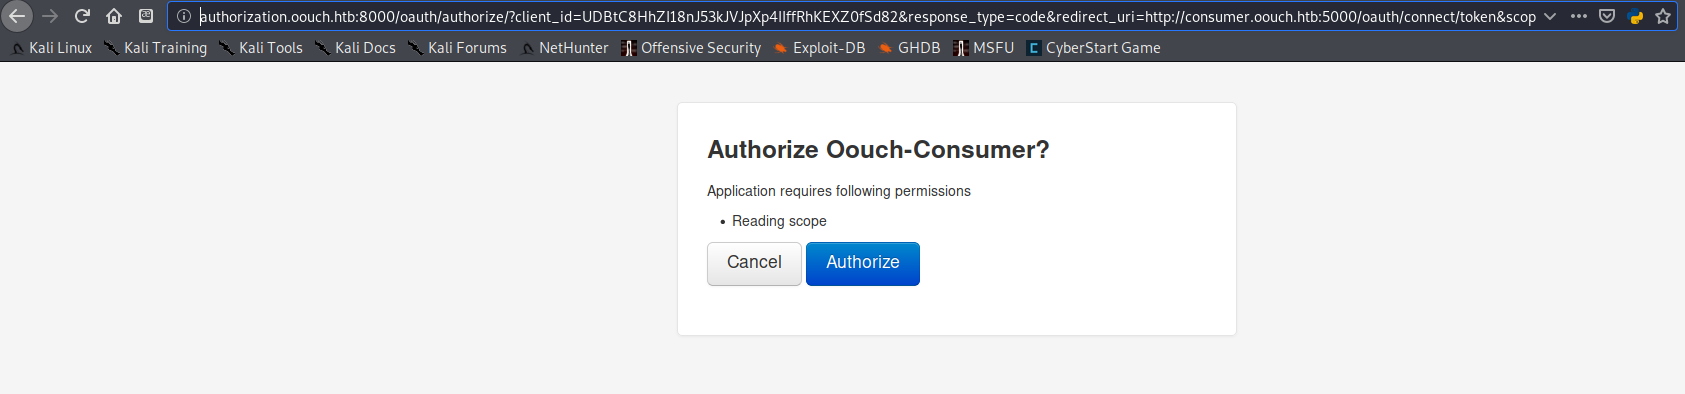 authorization.oouch.htb:8000/oauth/authorize/?client_id=UDBtC8HhZI18nJ53kJVJpXp4IIffRhKEXZ0fSd82&response_type=code&redirect_uri=http://consumer.oouch.htb:5000/oauth/connect/token&scop
Kali Linux Kali Training Kali Tools Kali Docs Kali Forums NetHunter Offensive Security Exploit-DB GHDB MSFU CyberStart Game
Authorize Oouch-Consumer?
Application requires following permissions
• Reading scope
Cancel Authorize